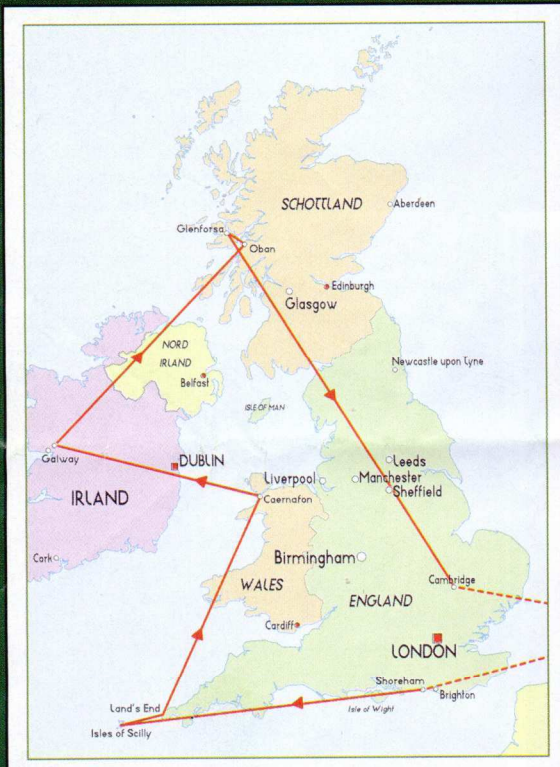 SCHOTTLAND
Aberdeen
Glenforsa
Oban
Edinburgh
Glasgow
NORD
IRLAND
Newcastle upon Tyne
Belfast
ISLE OF MAN
Galway
DUBLIN
Leeds
Liverpool
Manchester
Sheffield
Caernafon
IRLAND
Cork
Birmingham
Cambridge
WALES
ENGLAND
Cardiff
LONDON
Shoreham
Brighton
Land's End
Isle of Wight
Isles of Scilly